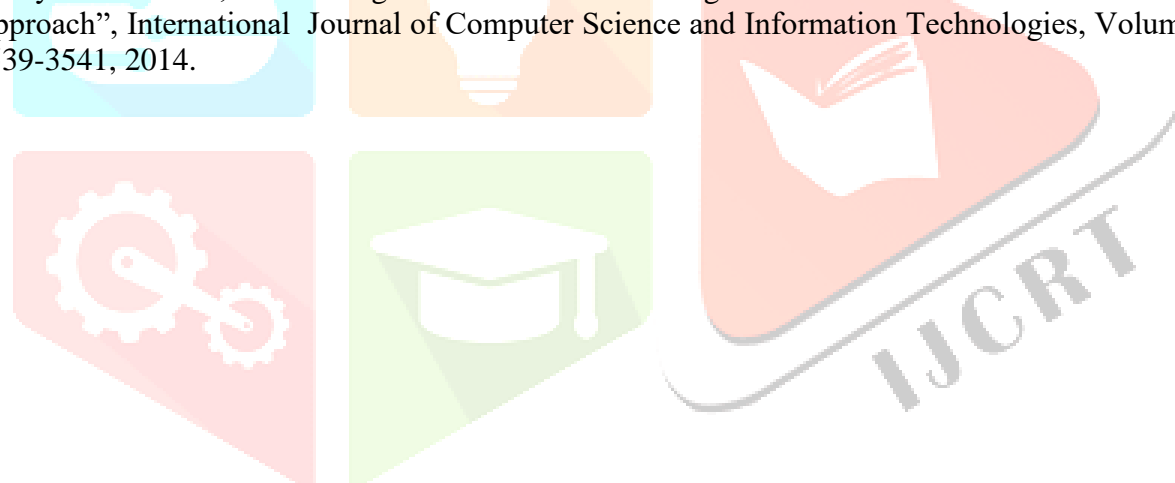 pproach”, International Journal of Computer Science and Information Technologies, Volum
39-3541, 2014.
IJCRT